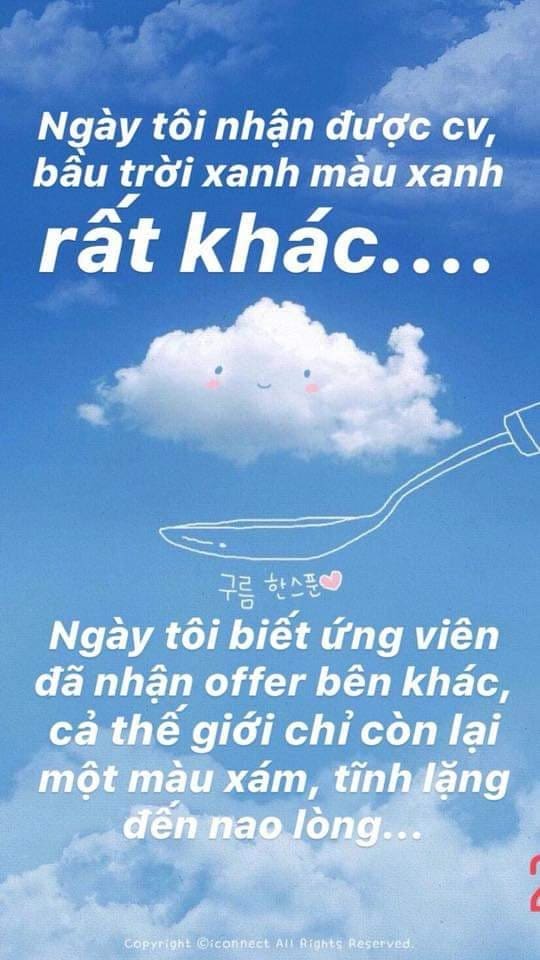 Ngày tôi nhận được cv,
bầu trời xanh màu xanh
rất khác....
구름 한스푼
Ngày tôi biết ứng viên
đã nhận offer bên khác,
cả thế giới chỉ còn lại
một màu xám, tĩnh lặng
đến nao lòng...
Copyright ©iconnect All Rights Reserved.